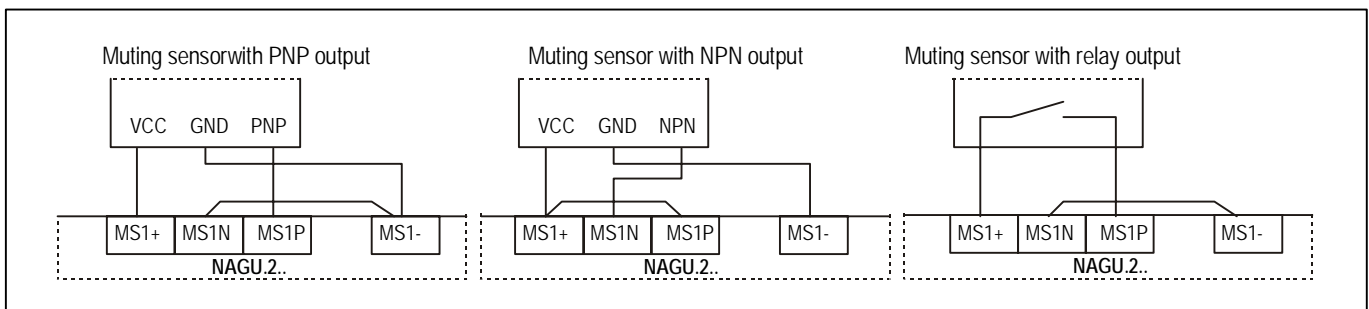 Muting sensorwith PNP output
VCC GND PNP
MS1+ MS1N MS1P MS1-
NAGU.2..
Muting sensor with NPN output
VCC GND NPN
MS1+ MS1N MS1P MS1-
NAGU.2..
Muting sensor with relay output
MS1+ MS1N MS1P MS1-
NAGU.2..